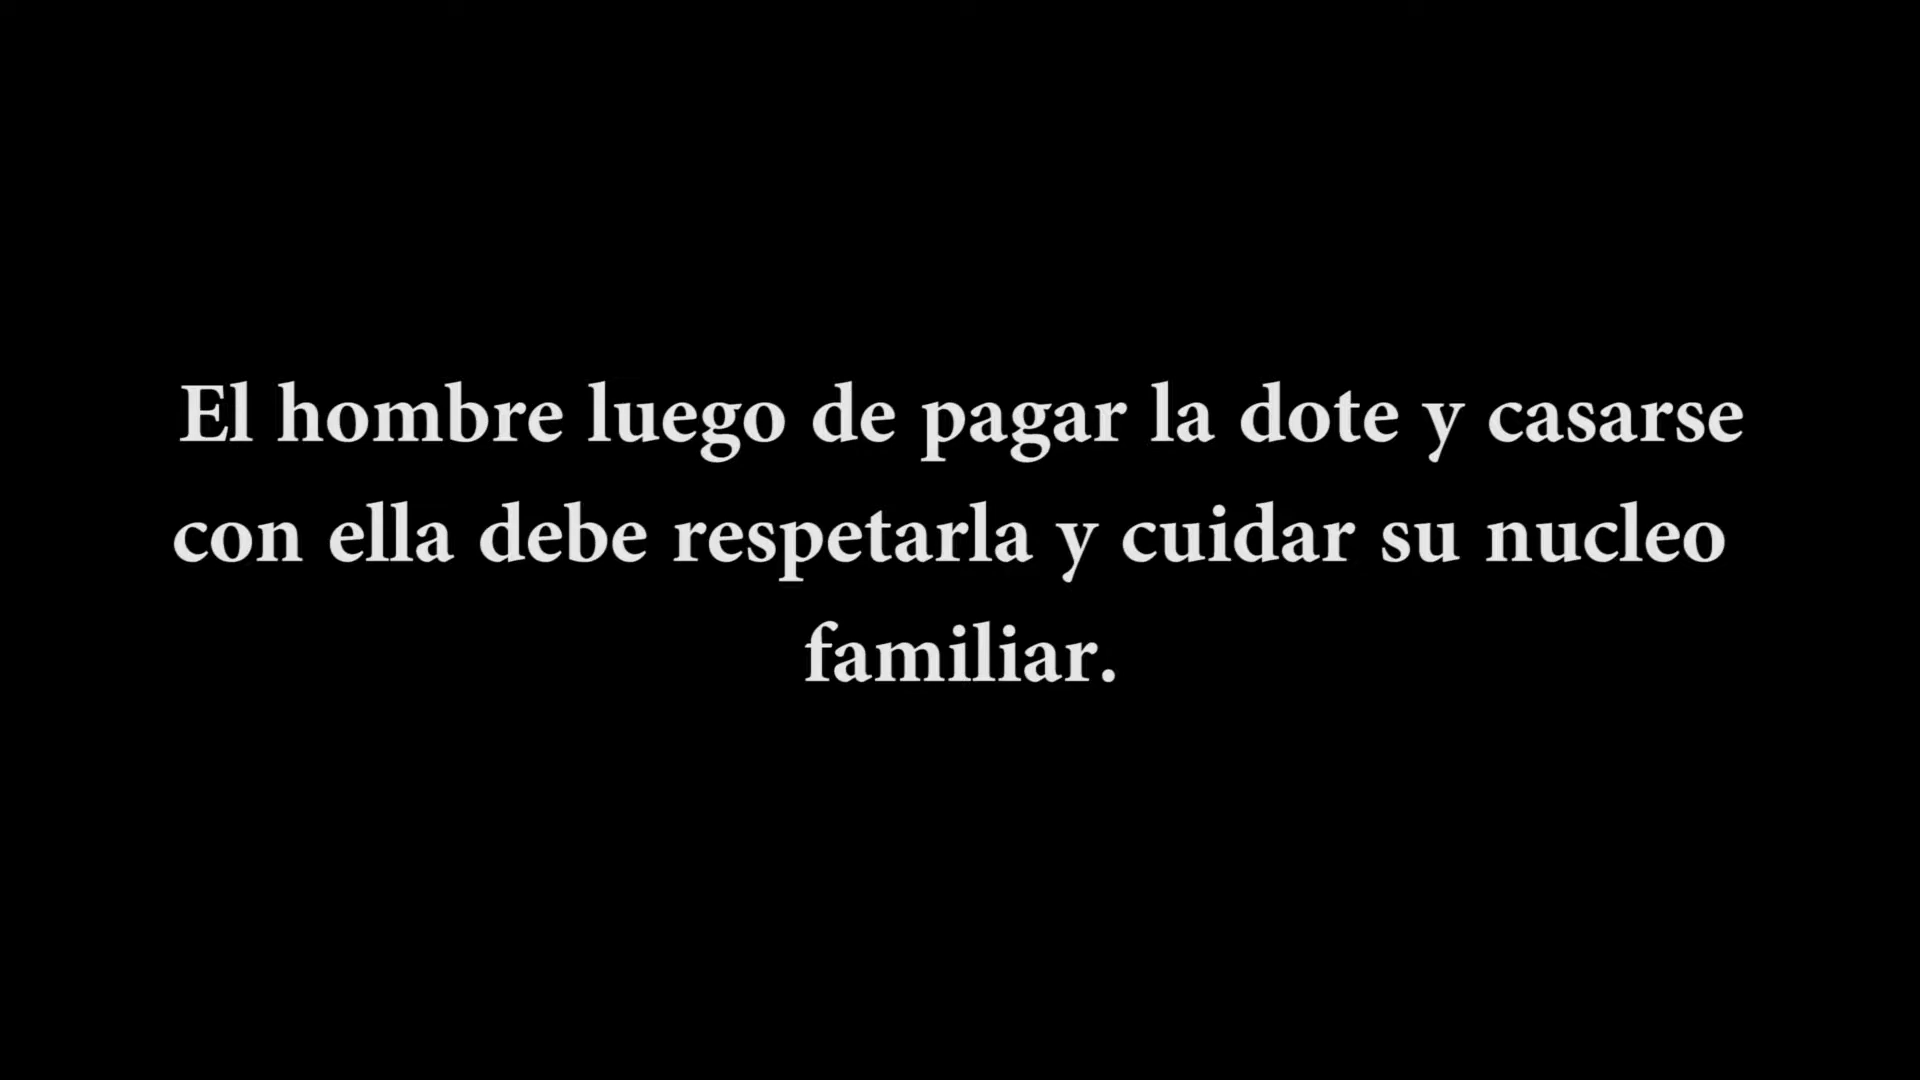 El hombre luego de pagar la dote y casarse
con ella debe respetarla y cuidar su nucleo
familiar.